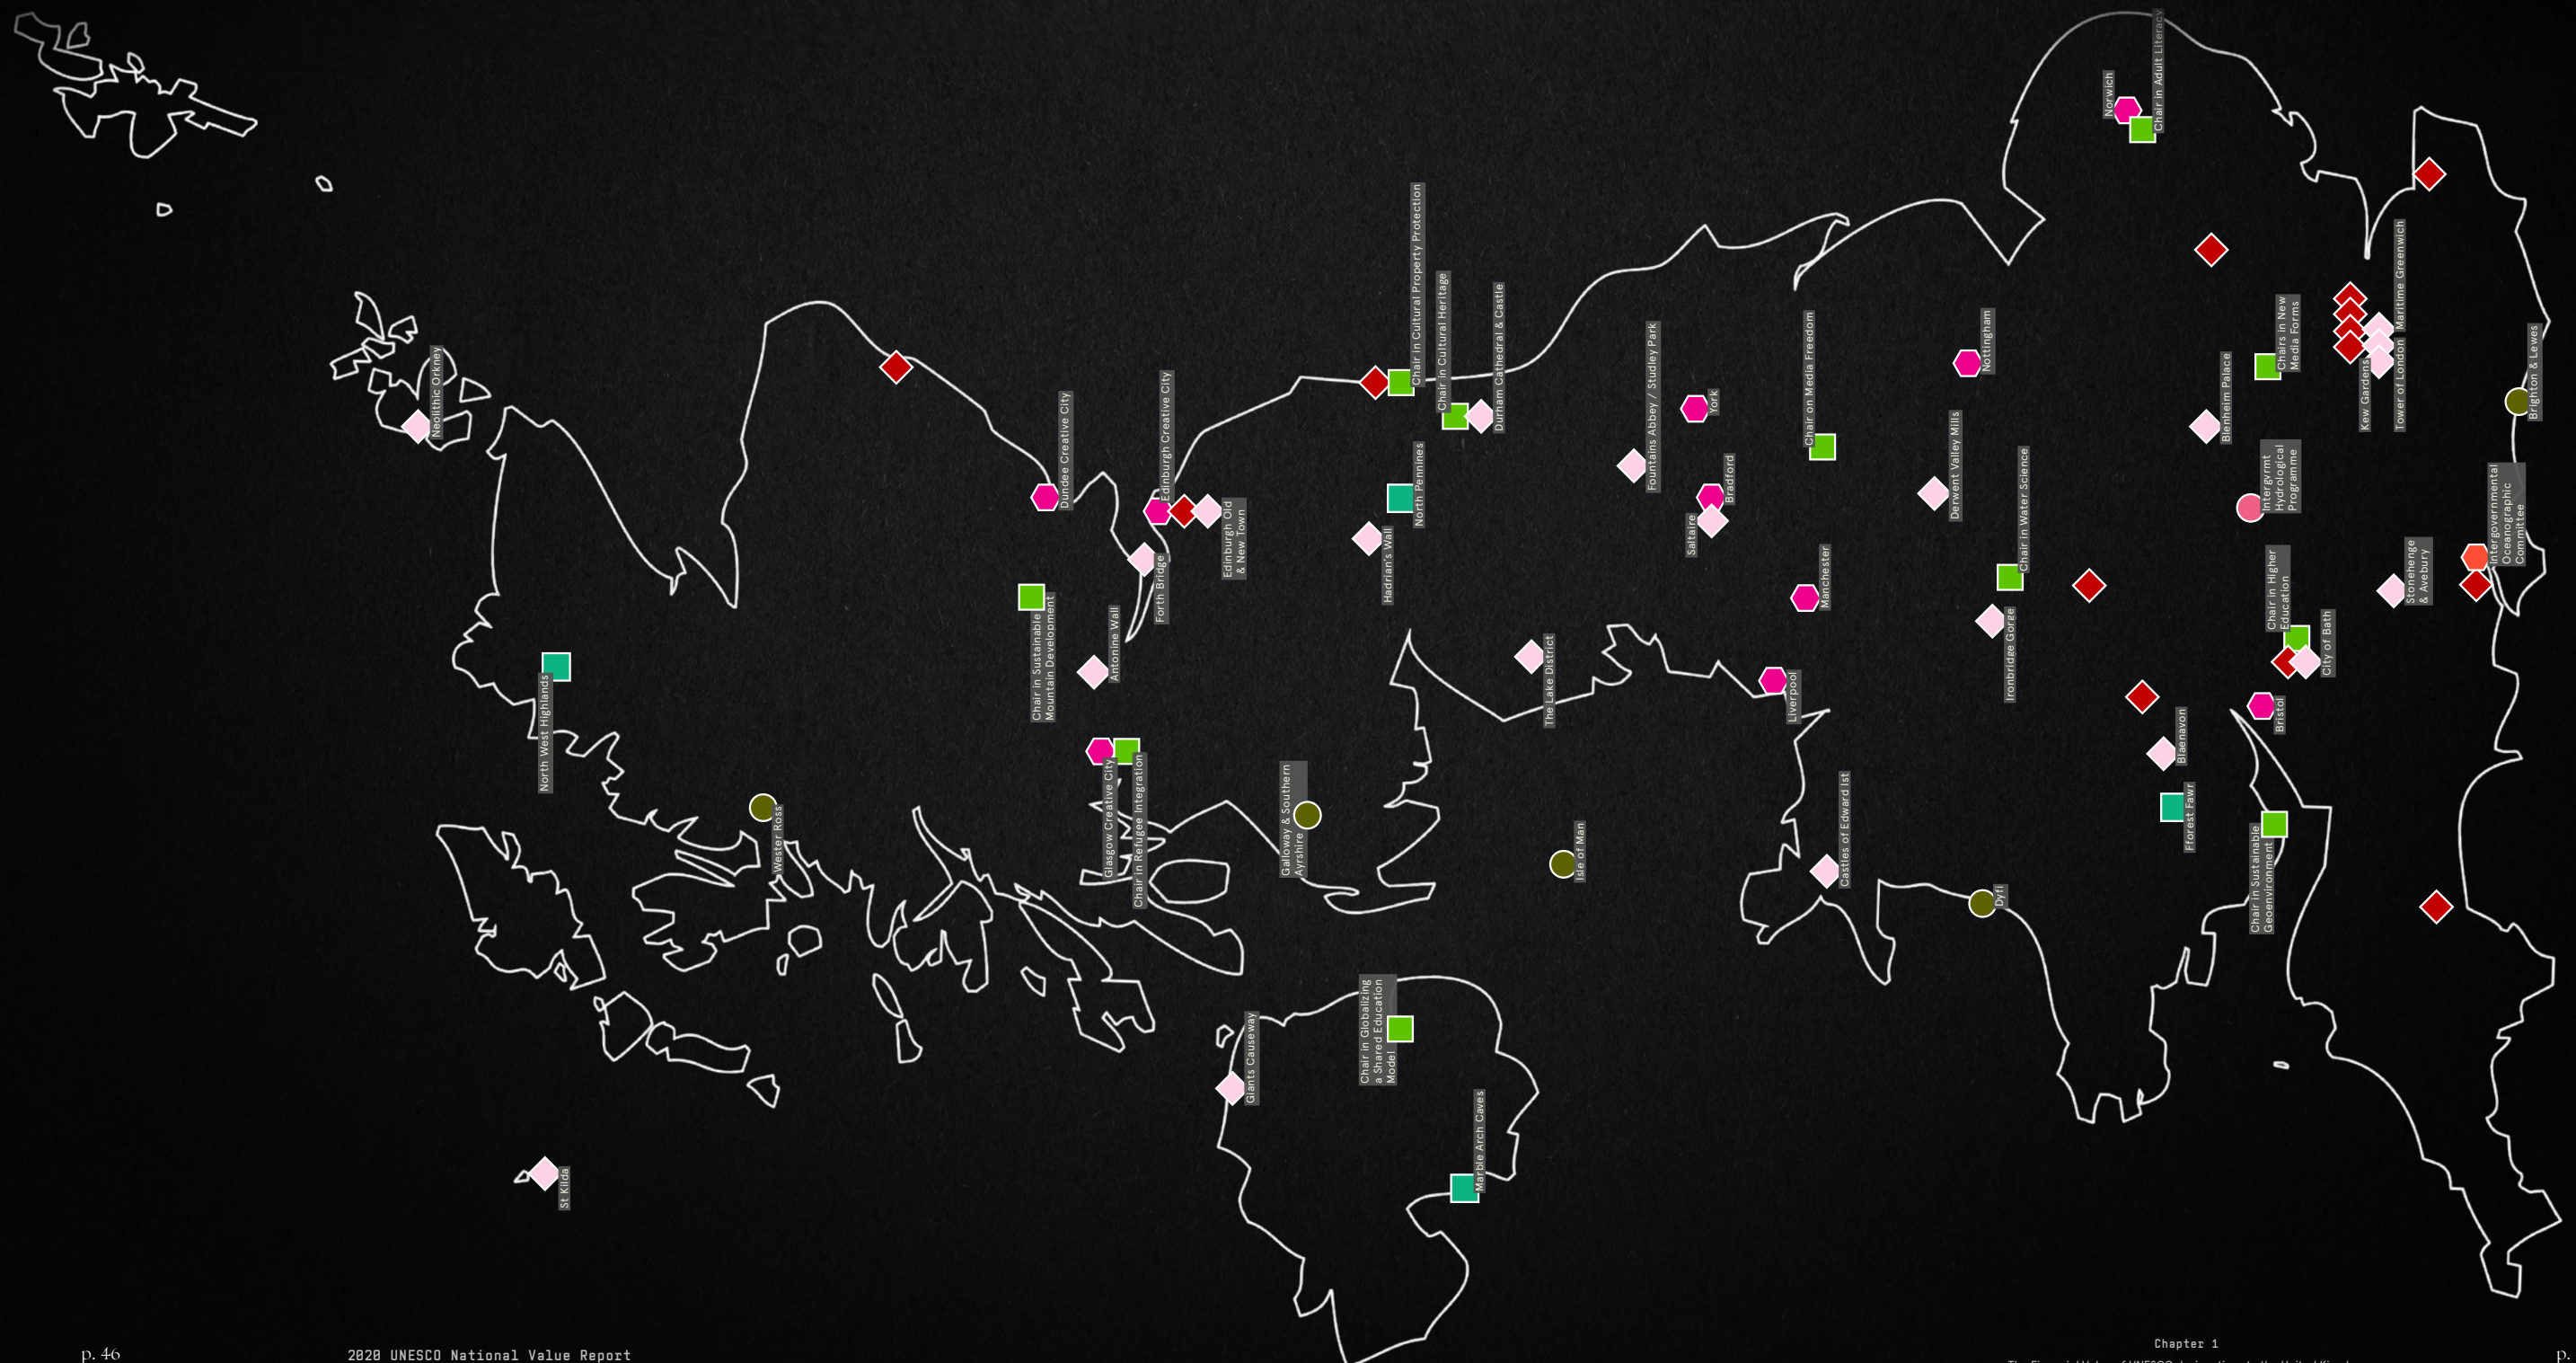 Neolithic Orkney
North West Highlands
St Kilda
Wester Ross
Chair in Sustainable
Mountain Development
Dundee Creative City
Antonine Wall
Glasgow Creative City
Chair in Refugee Integration
Edinburgh Creative City
Forth Bridge
Edinburgh Old
& New Town
Giants Causeway
Galloway & Southern
Ayrshire
Chair in Globalizing
a Shared Education
Model
Hadrian's Wall
North Pennines
Chair in Cultural Property Protection
Chair in Cultural Heritage
Durham Cathedral & Castle
Marble Arch Caves
The Lake District
Isle of Man
Fountains Abbey / Studley Park
Saltaire
York
Bradford
Liverpool
Chair on Media Freedom
Manchester
Castles of Edward Ist
Derwent Valley Mills
Nottingham
Dyfi
Ironbridge Gorge
Chair in Water Science
Norwich
Chair in Adult Literacy
Blaenavon
Fforest Fawr
Blenheim Palace
Chairs in New
Media Forms
Intergvrmt
Hydrological
Programme
Chair in Higher
Education
Bristol
Chair in Sustainable
Geoenvironment
City of Bath
Kew Gardens
Tower of London
Maritime Greenwich
Stonehenge
& Avebury
Intergovernmental
Oceanographic
Committee
Brighton & Lewes
p. 46
2020 UNESCO National Value Report
Chapter 1
p.